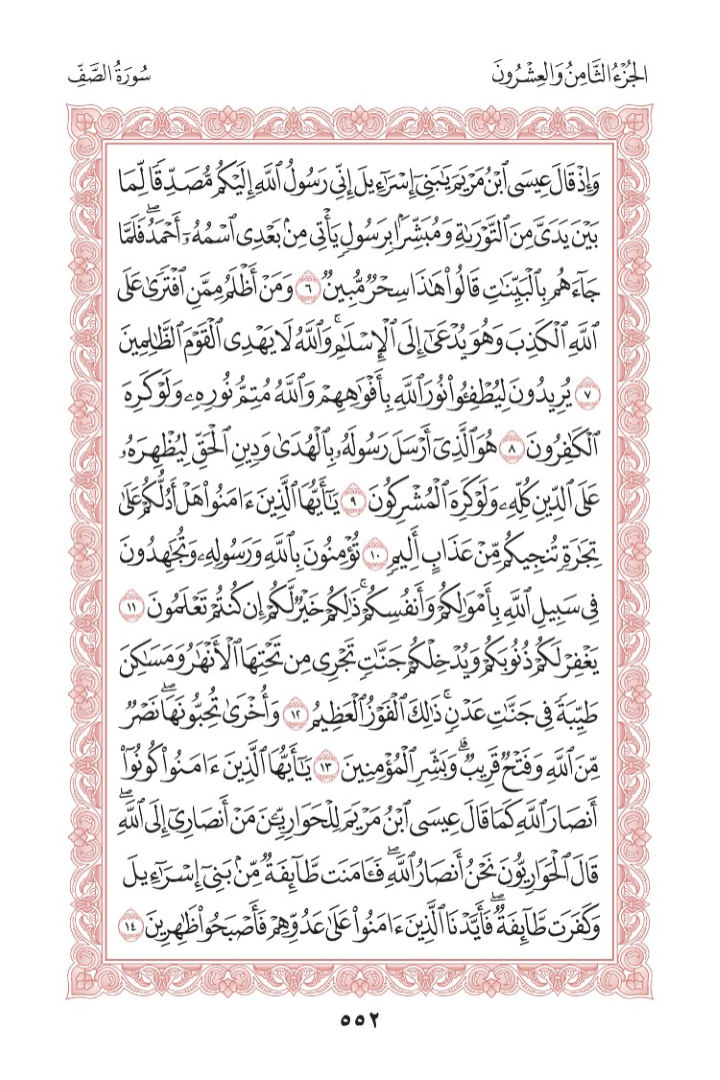 الجُزْءُ الثَّامِنُ وَالعِشْرُونَ
سُورَةُ الصَّفِّ
وَإِذْ قَالَ عِيسَى ٱبْنُ مَرْيَمَ يَٰبَنِىٓ إِسْرَٰٓءِيلَ إِنِّى رَسُولُ ٱللَّهِ إِلَيْكُم مُّصَدِّقًا لِّمَا
بَيْنَ يَدَىَّ مِنَ ٱلتَّوْرَىٰةِ وَمُبَشِّرًۢا بِرَسُولٍ يَأْتِى مِنۢ بَعْدِى ٱسْمُهُۥٓ أَحْمَدُۖ فَلَمَّا
جَآءَهُم بِٱلْبَيِّنَٰتِ قَالُوا۟ هَٰذَا سِحْرٌ مُّبِينٌ ٦ وَمَنْ أَظْلَمُ مِمَّنِ ٱفْتَرَىٰ عَلَى
ٱللَّهِ ٱلْكَذِبَ وَهُوَ يُدْعَىٰٓ إِلَى ٱلْإِسْلَٰمِۚ وَٱللَّهُ لَا يَهْدِى ٱلْقَوْمَ ٱلظَّٰلِمِينَ
٧ يُرِيدُونَ لِيُطْفِـُٔوا۟ نُورَ ٱللَّهِ بِأَفْوَٰهِهِمْ وَٱللَّهُ مُتِمُّ نُورِهِۦ وَلَوْ كَرِهَ
ٱلْكَٰفِرُونَ ٨ هُوَ ٱلَّذِىٓ أَرْسَلَ رَسُولَهُۥ بِٱلْهُدَىٰ وَدِينِ ٱلْحَقِّ لِيُظْهِرَهُۥ
عَلَى ٱلدِّينِ كُلِّهِۦ وَلَوْ كَرِهَ ٱلْمُشْرِكُونَ ٩ يَٰٓأَيُّهَا ٱلَّذِينَ ءَامَنُوا۟ هَلْ أَدُلُّكُمْ عَلَىٰ
تِجَٰرَةٍ تُنجِيكُم مِّنْ عَذَابٍ أَلِيمٍ ١٠ تُؤْمِنُونَ بِٱللَّهِ وَرَسُولِهِۦ وَتُجَٰهِدُونَ
فِى سَبِيلِ ٱللَّهِ بِأَمْوَٰلِكُمْ وَأَنفُسِكُمْۚ ذَٰلِكُمْ خَيْرٌ لَّكُمْ إِن كُنتُمْ تَعْلَمُونَ ١١
يَغْفِرْ لَكُمْ ذُنُوبَكُمْ وَيُدْخِلْكُمْ جَنَّٰتٍ تَجْرِى مِن تَحْتِهَا ٱلْأَنْهَٰرُ وَمَسَٰكِنَ
طَيِّبَةً فِى جَنَّٰتِ عَدْنٍۚ ذَٰلِكَ ٱلْفَوْزُ ٱلْعَظِيمُ ١٢ وَأُخْرَىٰ تُحِبُّونَهَاۖ نَصْرٌ
مِّنَ ٱللَّهِ وَفَتْحٌ قَرِيبٌۗ وَبَشِّرِ ٱلْمُؤْمِنِينَ ١٣ يَٰٓأَيُّهَا ٱلَّذِينَ ءَامَنُوا۟ كُونُوٓا۟
أَنصَارَ ٱللَّهِ كَمَا قَالَ عِيسَى ٱبْنُ مَرْيَمَ لِلْحَوَارِيِّـۧنَ مَنْ أَنصَارِىٓ إِلَى ٱللَّهِۖ
قَالَ ٱلْحَوَارِيُّونَ نَحْنُ أَنصَارُ ٱللَّهِۖ فَـَٔامَنَت طَّآئِفَةٌ مِّنۢ بَنِىٓ إِسْرَٰٓءِيلَ
وَكَفَرَت طَّآئِفَةٌۖ فَأَيَّدْنَا ٱلَّذِينَ ءَامَنُوا۟ عَلَىٰ عَدُوِّهِمْ فَأَصْبَحُوا۟ ظَٰهِرِينَ ١٤
٥٥٢